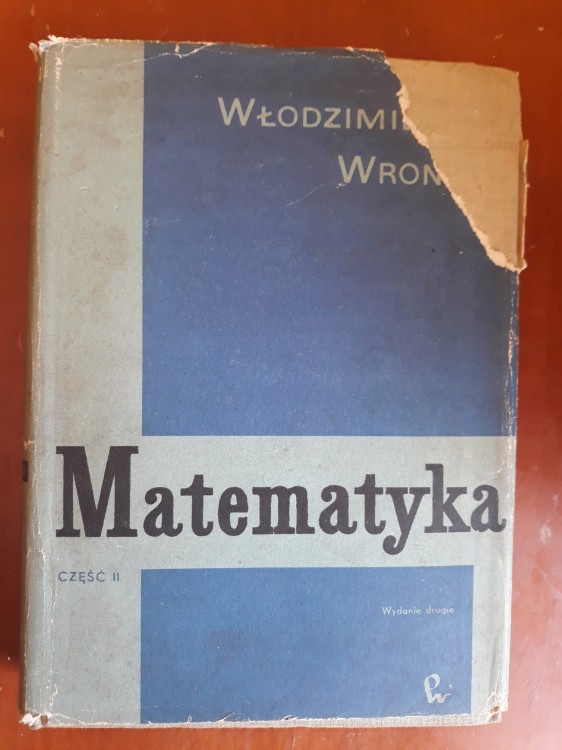 WŁODZIMI
WRON
Matematyka
CZĘŚĆ II
Wydanie drugie